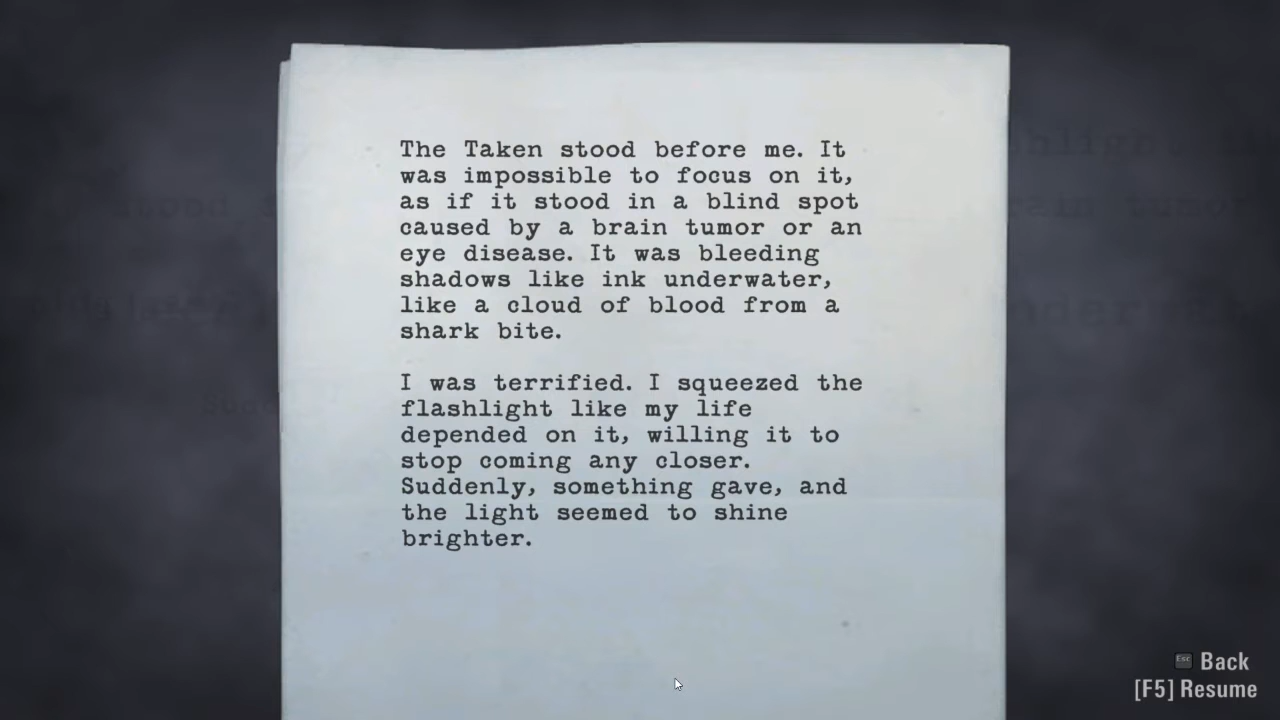 The Taken stood before me. It
was impossible to focus on it,
as if it stood in a blind spot
caused by a brain tumor or an
eye disease. It was bleeding
shadows like ink underwater,
like a cloud of blood from a
shark bite.
I was terrified. I squeezed the
flashlight like my life
depended on it, willing it to
stop coming any closer.
Suddenly, something gave, and
the light seemed to shine
brighter.
Esc Back
[F5] Resume